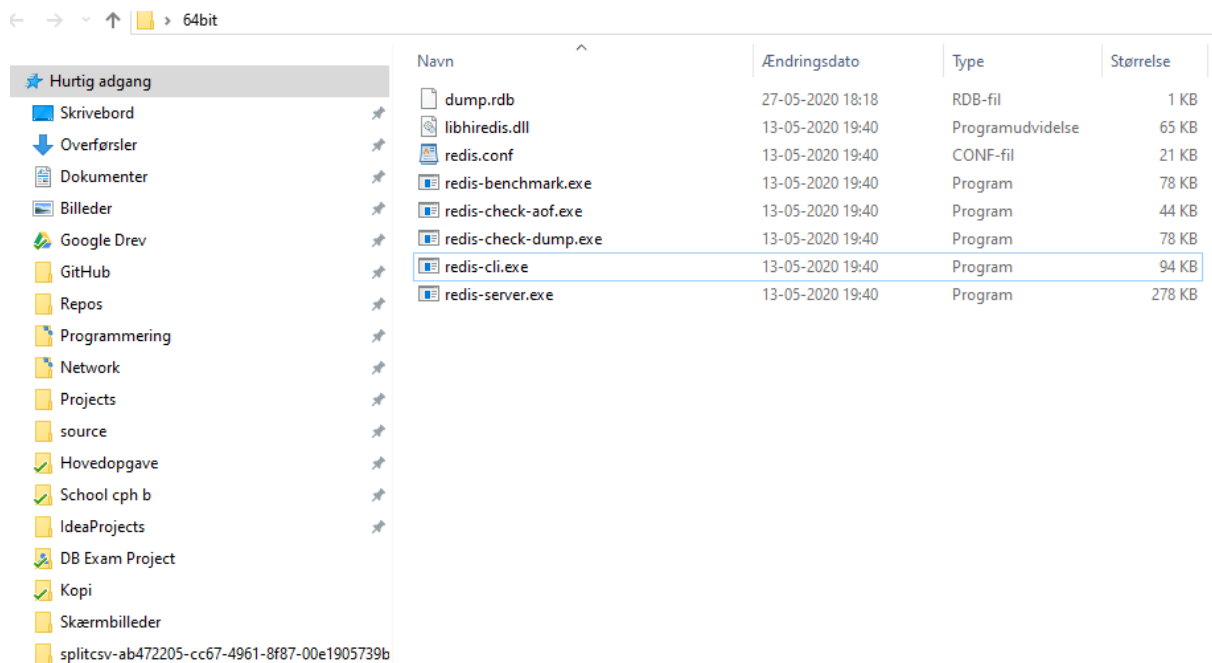 64bit
Navn Ændringsdato Type Størrelse
Hurtig adgang
Skrivebord
Overførsler
Dokumenter
Billeder
Google Drev
GitHub
Repos
Programmering
Network
Projects
source
Hovedopgave
School cph b
IdeaProjects
DB Exam Project
Kopi
Skærmbilleder
splitcsv-ab472205-cc67-4961-8f87-00e1905739b
dump.rdb 27-05-2020 18:18 RDB-fil 1 KB
libhiredis.dll 13-05-2020 19:40 Programudvidelse 65 KB
redis.conf 13-05-2020 19:40 CONF-fil 21 KB
redis-benchmark.exe 13-05-2020 19:40 Program 78 KB
redis-check-aof.exe 13-05-2020 19:40 Program 44 KB
redis-check-dump.exe 13-05-2020 19:40 Program 78 KB
redis-cli.exe 13-05-2020 19:40 Program 94 KB
redis-server.exe 13-05-2020 19:40 Program 278 KB